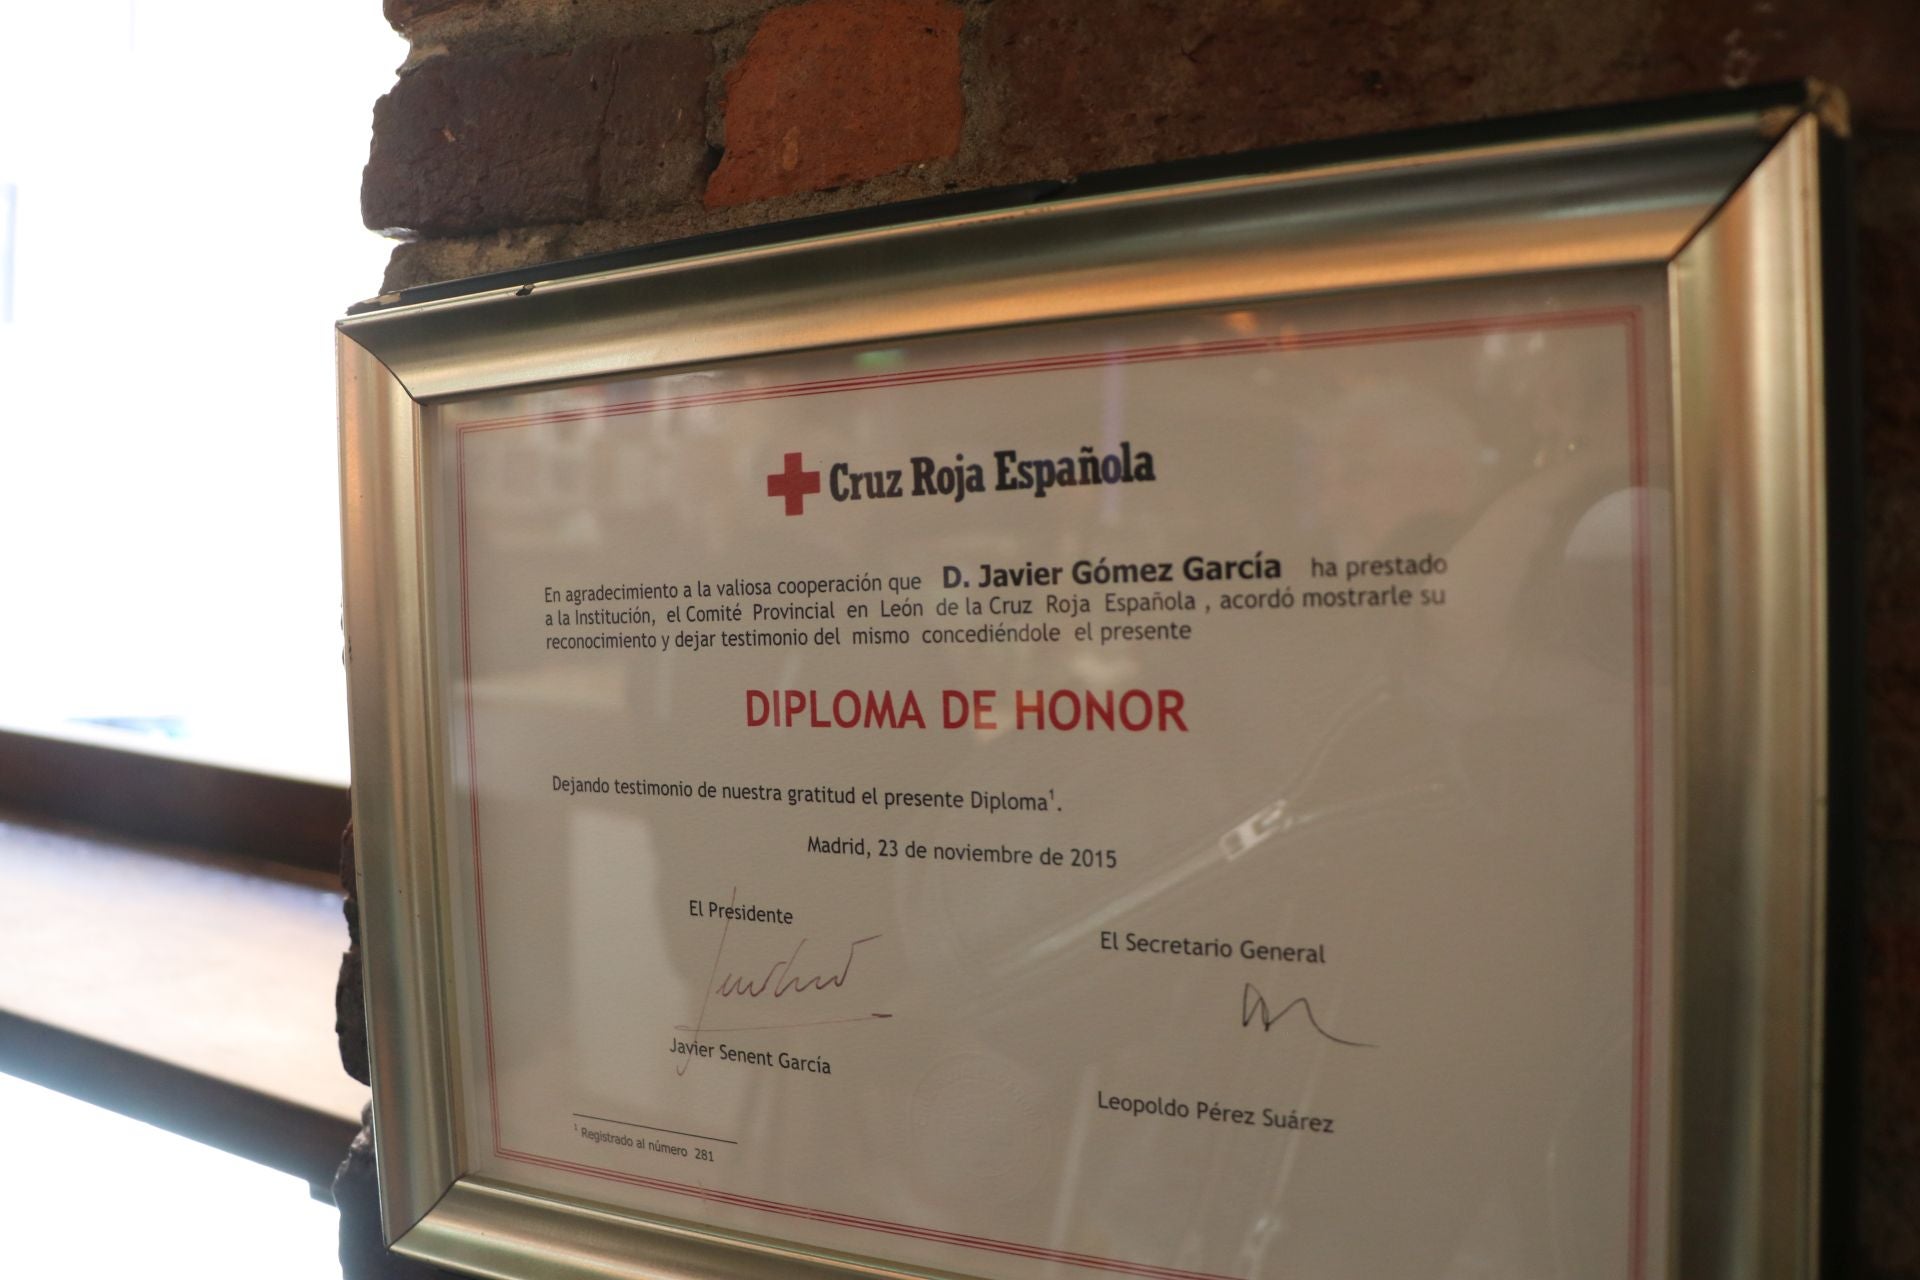 Cruz Roja Española
En agradecimiento a la valiosa cooperación que D. Javier Gómez García ha prestado
a la Institución, el Comité Provincial en León de la Cruz Roja Española , acordó mostrarle su
reconocimiento y dejar testimonio del mismo concediéndole el presente
DIPLOMA DE HONOR
Dejando testimonio de nuestra gratitud el presente Diploma¹.
Madrid, 23 de noviembre de 2015
El Presidente
El Secretario General
Javier Senent García
Leopoldo Pérez Suárez
¹ Registrado al número 281